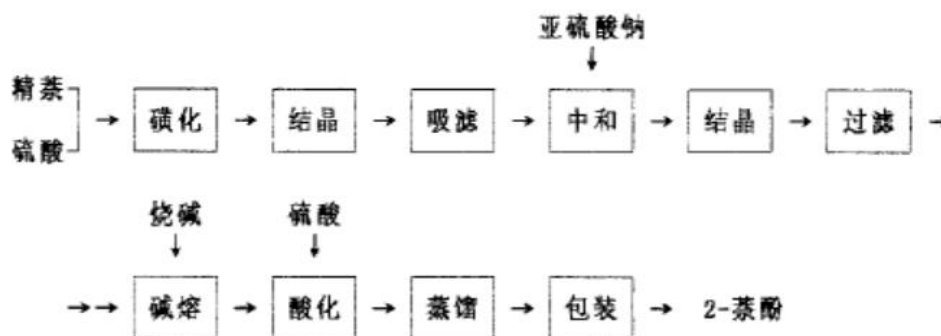 亚硫酸钠
精萘
硫酸
磺化 结晶 吸滤 中和 结晶 过滤
烧碱 硫酸
碱熔 酸化 蒸馏 包装 2-萘酚